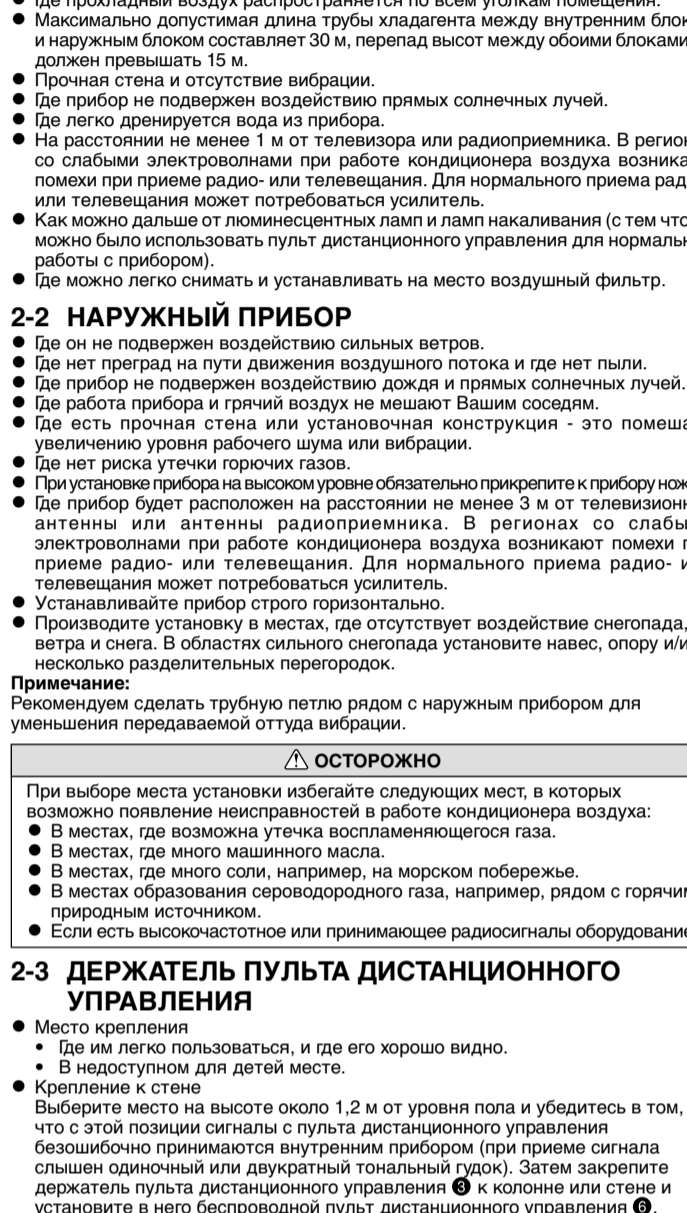 Где прохладный воздух распространяется по всем уголкам помещения.
● Максимально допустимая длина трубы хладагента между внутренним блок
и наружным блоком составляет 30 м, перепад высот между обоими блоками
должен превышать 15 м.
● Прочная стена и отсутствие вибрации.
● Где прибор не подвержен воздействию прямых солнечных лучей.
● Где легко дренируется вода из прибора.
● На расстоянии не менее 1 м от телевизора или радиоприемника. В регион
со слабыми электроволнами при работе кондиционера воздуха возника
помехи при приеме радио- или телевещания. Для нормального приема рад
или телевещания может потребоваться усилитель.
● Как можно дальше от люминесцентных ламп и ламп накаливания (с тем что
можно было использовать пульт дистанционного управления для нормальн
работы с прибором).
● Где можно легко снимать и устанавливать на место воздушный фильтр.
2-2 НАРУЖНЫЙ ПРИБОР
● Где он не подвержен воздействию сильных ветров.
● Где нет преград на пути движения воздушного потока и где нет пыли.
● Где прибор не подвержен воздействию дождя и прямых солнечных лучей.
● Где работа прибора и грячий воздух не мешают Вашим соседям.
● Где есть прочная стена или установочная конструкция - это помеша
увеличению уровня рабочего шума или вибрации.
● Где нет риска утечки горючих газов.
● При установке прибора на высоком уровне обязательно прикрепите к прибору нож
● Где прибор будет расположен на расстоянии не менее 3 м от телевизионн
антенны или антенны радиоприемника. В регионах со слабы
электроволнами при работе кондиционера воздуха возникают помехи п
приеме радио- или телевещания. Для нормального приема радио- и
телевещания может потребоваться усилитель.
● Устанавливайте прибор строго горизонтально.
● Производите установку в местах, где отсутствует воздействие снегопада,
ветра и снега. В областях сильного снегопада установите навес, опору и/и
несколько разделительных перегородок.
Примечание:
Рекомендуем сделать трубную петлю рядом с наружным прибором для
уменьшения передаваемой оттуда вибрации.
⚠ ОСТОРОЖНО
При выборе места установки избегайте следующих мест, в которых
возможно появление неисправностей в работе кондиционера воздуха:
● В местах, где возможна утечка воспламеняющегося газа.
● В местах, где много машинного масла.
● В местах, где много соли, например, на морском побережье.
● В местах образования сероводородного газа, например, рядом с горячим
природным источником.
● Если есть высокочастотное или принимающее радиосигналы оборудование
2-3 ДЕРЖАТЕЛЬ ПУЛЬТА ДИСТАНЦИОННОГО
УПРАВЛЕНИЯ
● Место крепления
• Где им легко пользоваться, и где его хорошо видно.
• В недоступном для детей месте.
● Крепление к стене
Выберите место на высоте около 1,2 м от уровня пола и убедитесь в том,
что с этой позиции сигналы с пульта дистанционного управления
безошибочно принимаются внутренним прибором (при приеме сигнала
слышен одиночный или двукратный тональный гудок). Затем закрепите
держатель пульта дистанционного управления ❸ к колонне или стене и
установите в него беспроводной пульт дистанционного управления ❻.